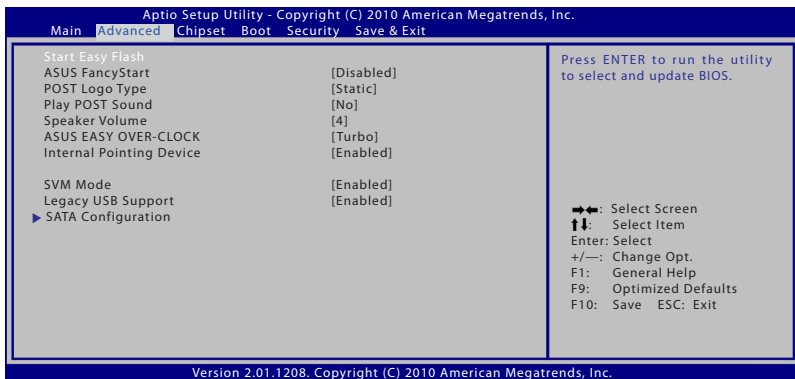 Aptio Setup Utility - Copyright (C) 2010 American Megatrends, Inc.
Main Advanced Chipset Boot Security Save & Exit
Start Easy Flash
ASUS FancyStart [Disabled]
POST Logo Type [Static]
Play POST Sound [No]
Speaker Volume [4]
ASUS EASY OVER-CLOCK [Turbo]
Internal Pointing Device [Enabled]
SVM Mode [Enabled]
Legacy USB Support [Enabled]
SATA Configuration
Press ENTER to run the utility
to select and update BIOS.
→←: Select Screen
↑↓: Select Item
Enter: Select
+/—: Change Opt.
F1: General Help
F9: Optimized Defaults
F10: Save ESC: Exit
Version 2.01.1208. Copyright (C) 2010 American Megatrends, Inc.